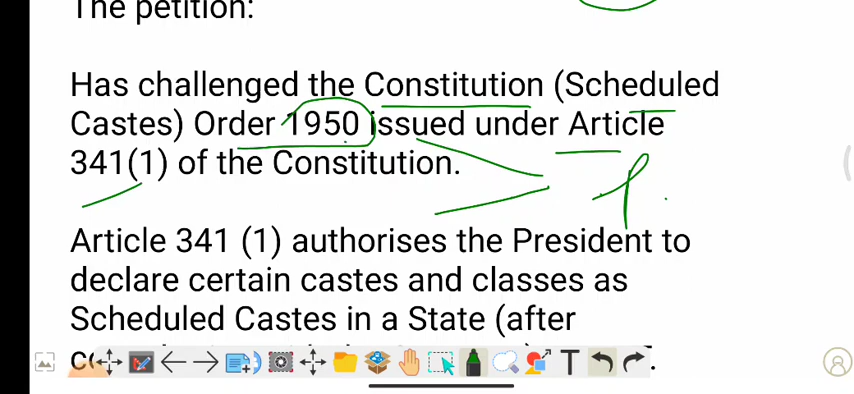 The petition:
Has challenged the Constitution (Scheduled
Castes) Order 1950 issued under Article
341(1) of the Constitution.
Article 341 (1) authorises the President to
declare certain castes and classes as
Scheduled Castes in a State (after
T